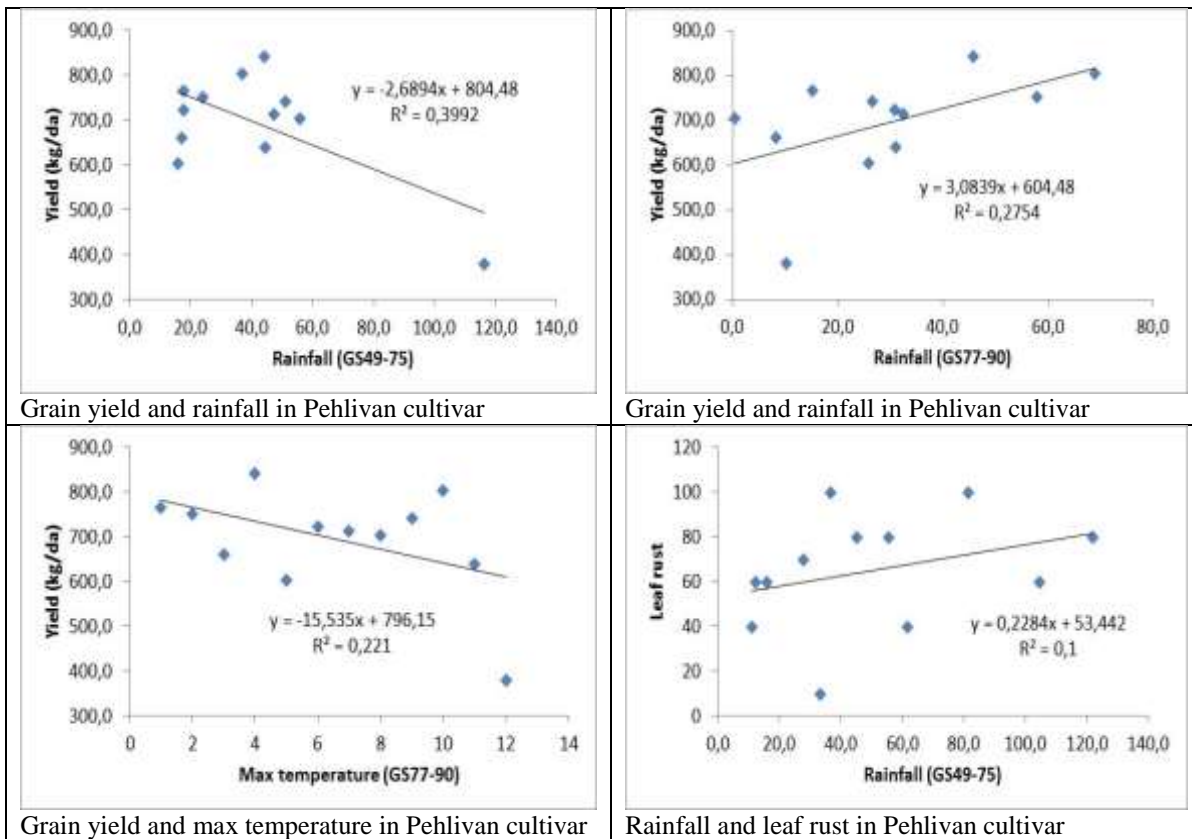 900,0
800,0
700,0
600,0
500,0
400,0
300,0
Yield (kg/da)
y = -2,6894x + 804,48
R² = 0,3992
0,0 20,0 40,0 60,0 80,0 100,0 120,0 140,0
Rainfall (GS49-75)
Grain yield and rainfall in Pehlivan cultivar
900,0
800,0
700,0
600,0
500,0
400,0
300,0
Yield (kg/da)
y = 3,0839x + 604,48
R² = 0,2754
0,0 20,0 40,0 60,0 80,0
Rainfall (GS77-90)
Grain yield and rainfall in Pehlivan cultivar
900,0
800,0
700,0
600,0
500,0
400,0
300,0
Yield (kg/da)
y = -15,535x + 796,15
R² = 0,221
0 2 4 6 8 10 12 14
Max temperature (GS77-90)
Grain yield and max temperature in Pehlivan cultivar
120
100
80
60
40
20
0
Leaf rust
y = 0,2284x + 53,442
R² = 0,1
0,0 20,0 40,0 60,0 80,0 100,0 120,0 140,0
Rainfall (GS49-75)
Rainfall and leaf rust in Pehlivan cultivar